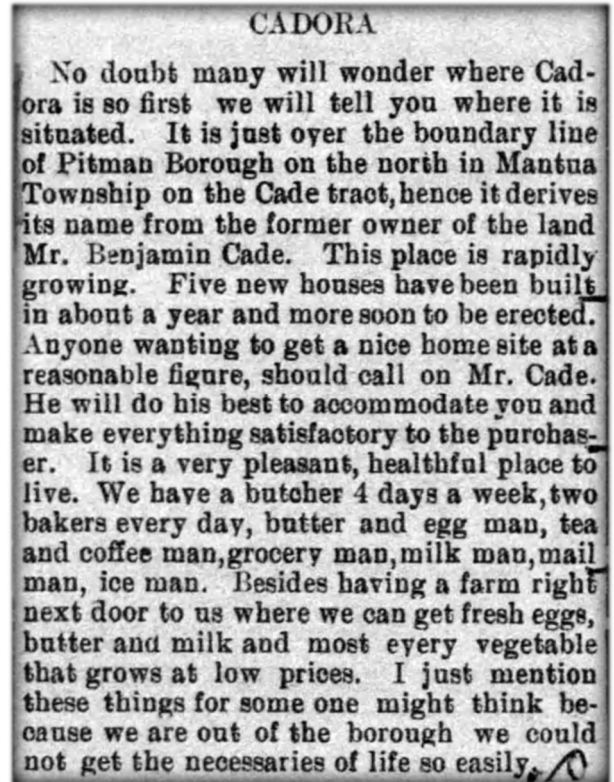 CADORA
No doubt many will wonder where Cad-
ora is so first we will tell you where it is
situated. It is just over the boundary line
of Pitman Borough on the north in Mantua
Township on the Cade tract, hence it derives
its name from the former owner of the land
Mr. Benjamin Cade. This place is rapidly
growing. Five new houses have been built
in about a year and more soon to be erected.
Anyone wanting to get a nice home site at a
reasonable figure, should call on Mr. Cade.
He will do his best to accommodate you and
make everything satisfactory to the purchas-
er. It is a very pleasant, healthful place to
live. We have a butcher 4 days a week, two
bakers every day, butter and egg man, tea
and coffee man, grocery man, milk man, mail
man, ice man. Besides having a farm right
next door to us where we can get fresh eggs,
butter and milk and most every vegetable
that grows at low prices. I just mention
these things for some one might think be-
cause we are out of the borough we could
not get the necessaries of life so easily.